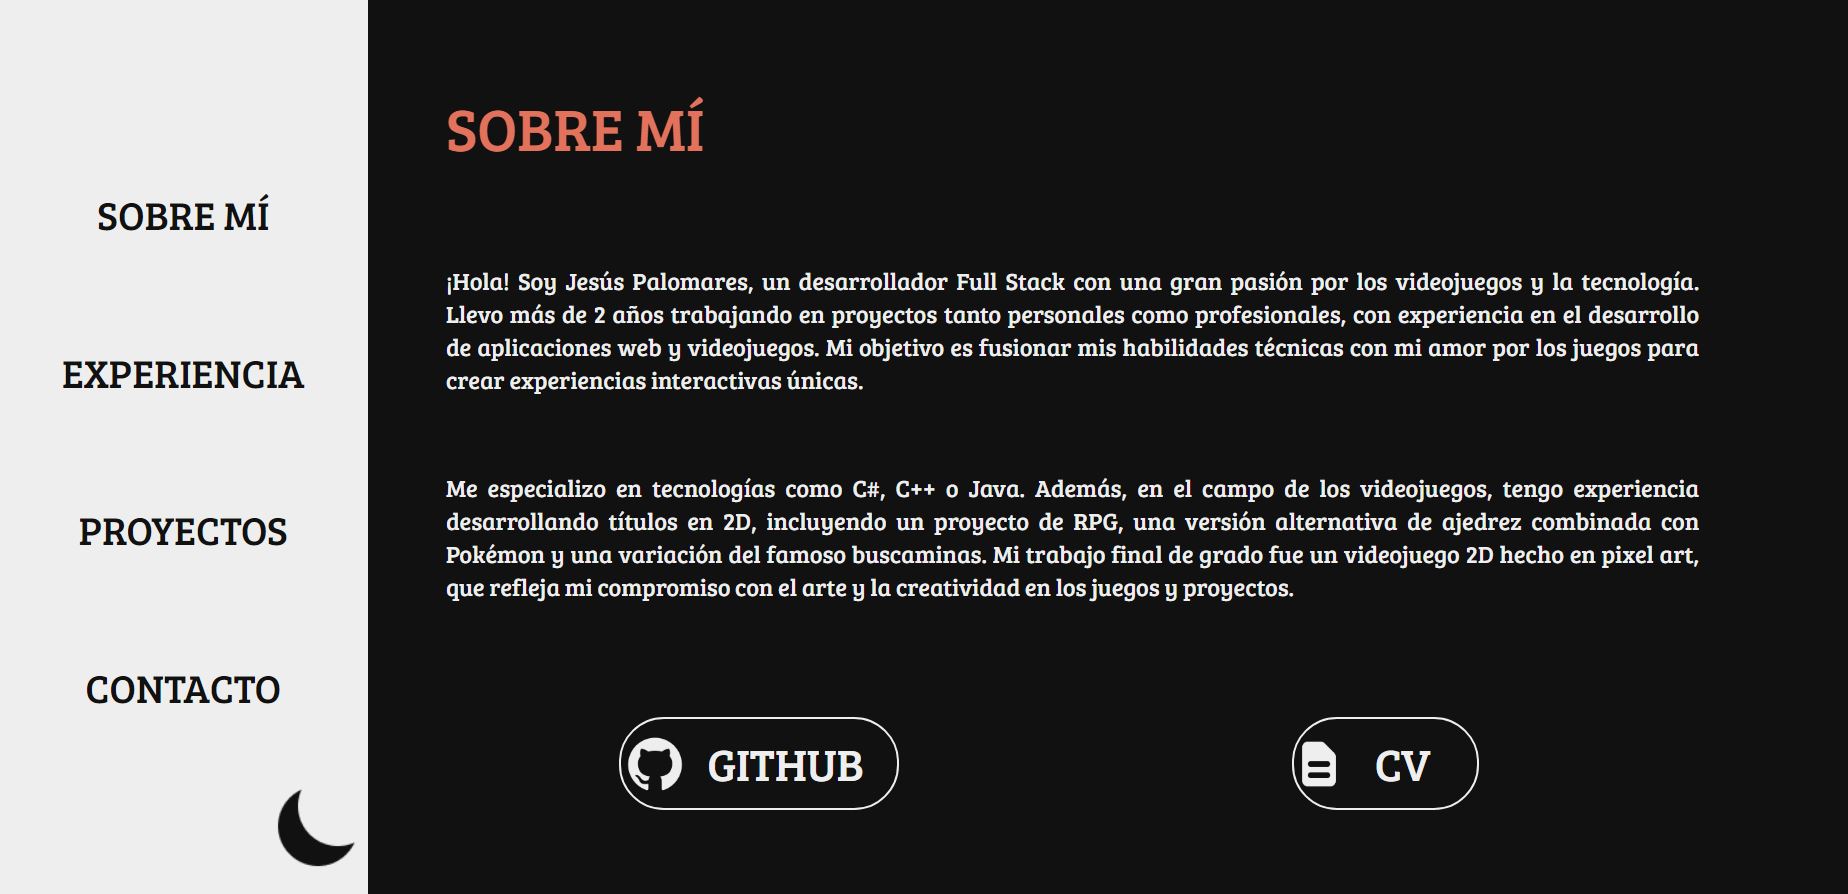 SOBRE MÍ
EXPERIENCIA
PROYECTOS
CONTACTO
SOBRE MÍ
¡Hola! Soy Jesús Palomares, un desarrollador Full Stack con una gran pasión por los videojuegos y la tecnología.
Llevo más de 2 años trabajando en proyectos tanto personales como profesionales, con experiencia en el desarrollo
de aplicaciones web y videojuegos. Mi objetivo es fusionar mis habilidades técnicas con mi amor por los juegos para
crear experiencias interactivas únicas.
Me especializo en tecnologías como C#, C++ o Java. Además, en el campo de los videojuegos, tengo experiencia
desarrollando títulos en 2D, incluyendo un proyecto de RPG, una versión alternativa de ajedrez combinada con
Pokémon y una variación del famoso buscaminas. Mi trabajo final de grado fue un videojuego 2D hecho en pixel art,
que refleja mi compromiso con el arte y la creatividad en los juegos y proyectos.
GITHUB
CV